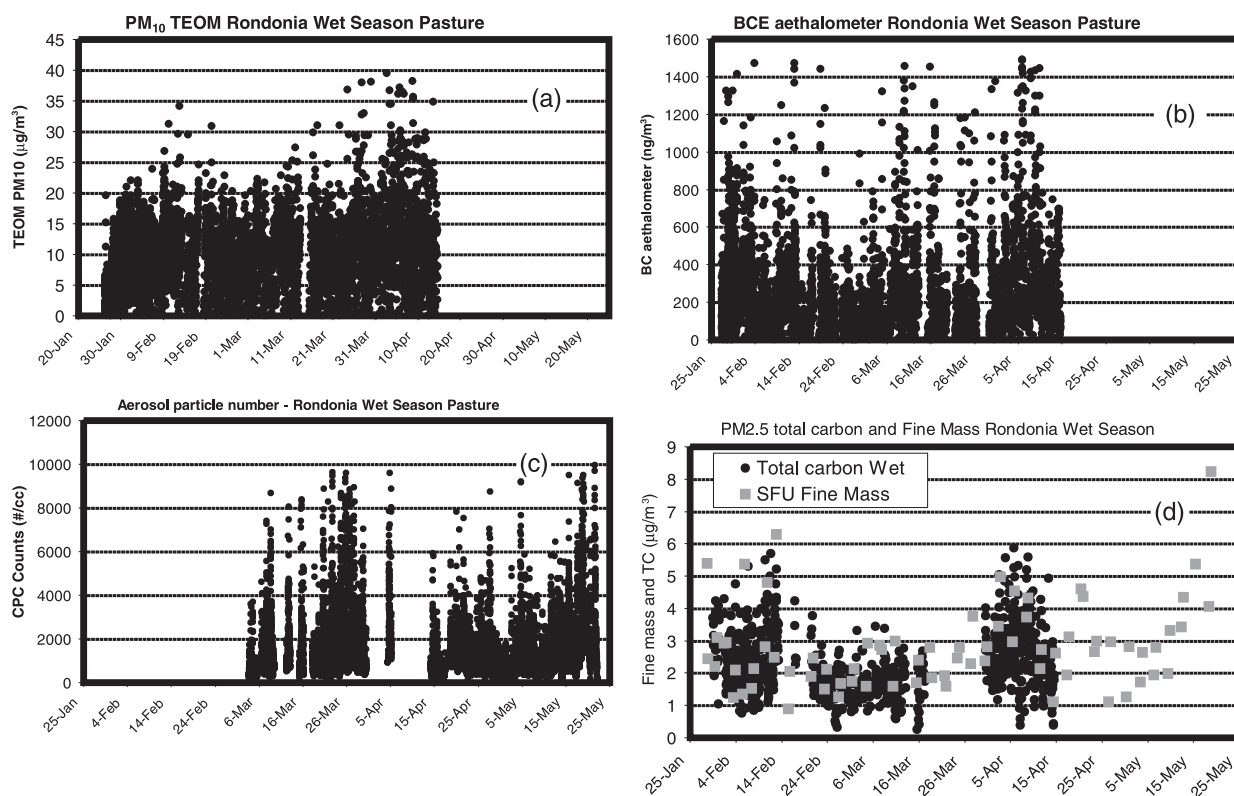 PM₁₀ TEOM Rondonia Wet Season Pasture
45
40
35
30
25
20
15
10
5
0
TEOM PM10 (μg/m³)
(a)
20-Jan
30-Jan
9-Feb
19-Feb
1-Mar
11-Mar
21-Mar
31-Mar
10-Apr
20-Apr
30-Apr
10-May
20-May
BCE aethalometer Rondonia Wet Season Pasture
1600
1400
1200
1000
800
600
400
200
0
BC aethalometer (ng/m³)
(b)
25-Jan
4-Feb
14-Feb
24-Feb
6-Mar
16-Mar
26-Mar
5-Apr
15-Apr
25-Apr
5-May
15-May
25-May
Aerosol particle number - Rondonia Wet Season Pasture
12000
10000
8000
6000
4000
2000
0
CPC Counts (#/cc)
(c)
25-Jan
4-Feb
14-Feb
24-Feb
6-Mar
16-Mar
26-Mar
5-Apr
15-Apr
25-Apr
5-May
15-May
25-May
PM2.5 total carbon and Fine Mass Rondonia Wet Season
9
8
7
6
5
4
3
2
1
0
Fine mass and TC (μg/m³)
Total carbon Wet
SFU Fine Mass
(d)
25-Jan
4-Feb
14-Feb
24-Feb
6-Mar
16-Mar
26-Mar
5-Apr
15-Apr
25-Apr
5-May
15-May
25-May